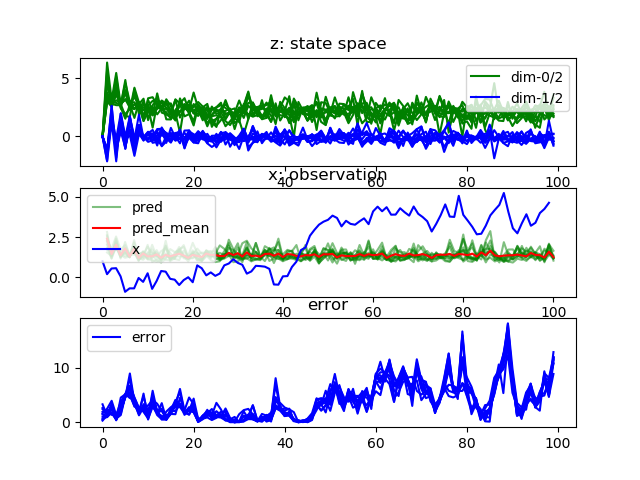 z: state space
5
0
dim-0/2
dim-1/2
0 20 40 60 80 100
x: observation
5.0
2.5
0.0
pred
pred_mean
x
0 20 40 60 80 100
error
10
0
error
0 20 40 60 80 100